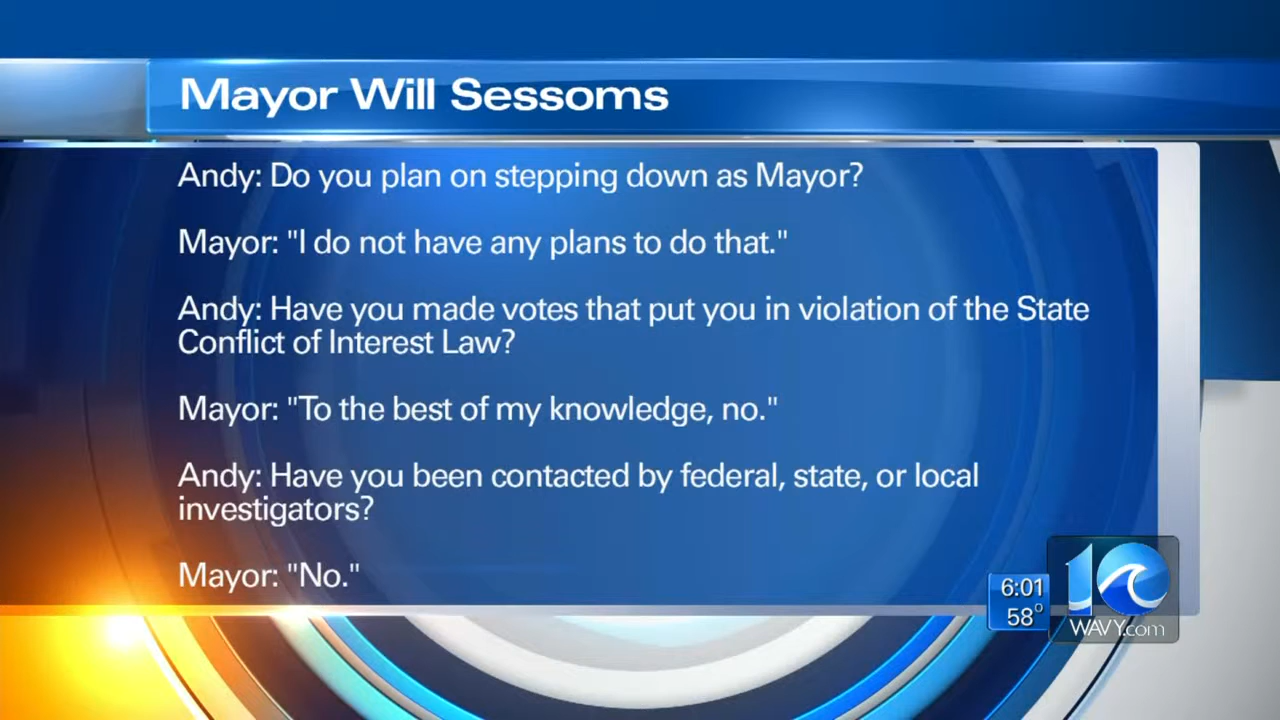 Mayor Will Sessoms
Andy: Do you plan on stepping down as Mayor?
Mayor: "I do not have any plans to do that."
Andy: Have you made votes that put you in violation of the State
Conflict of Interest Law?
Mayor: "To the best of my knowledge, no."
Andy: Have you been contacted by federal, state, or local
investigators?
Mayor: "No."
6:01
58°
10
WAVY.com